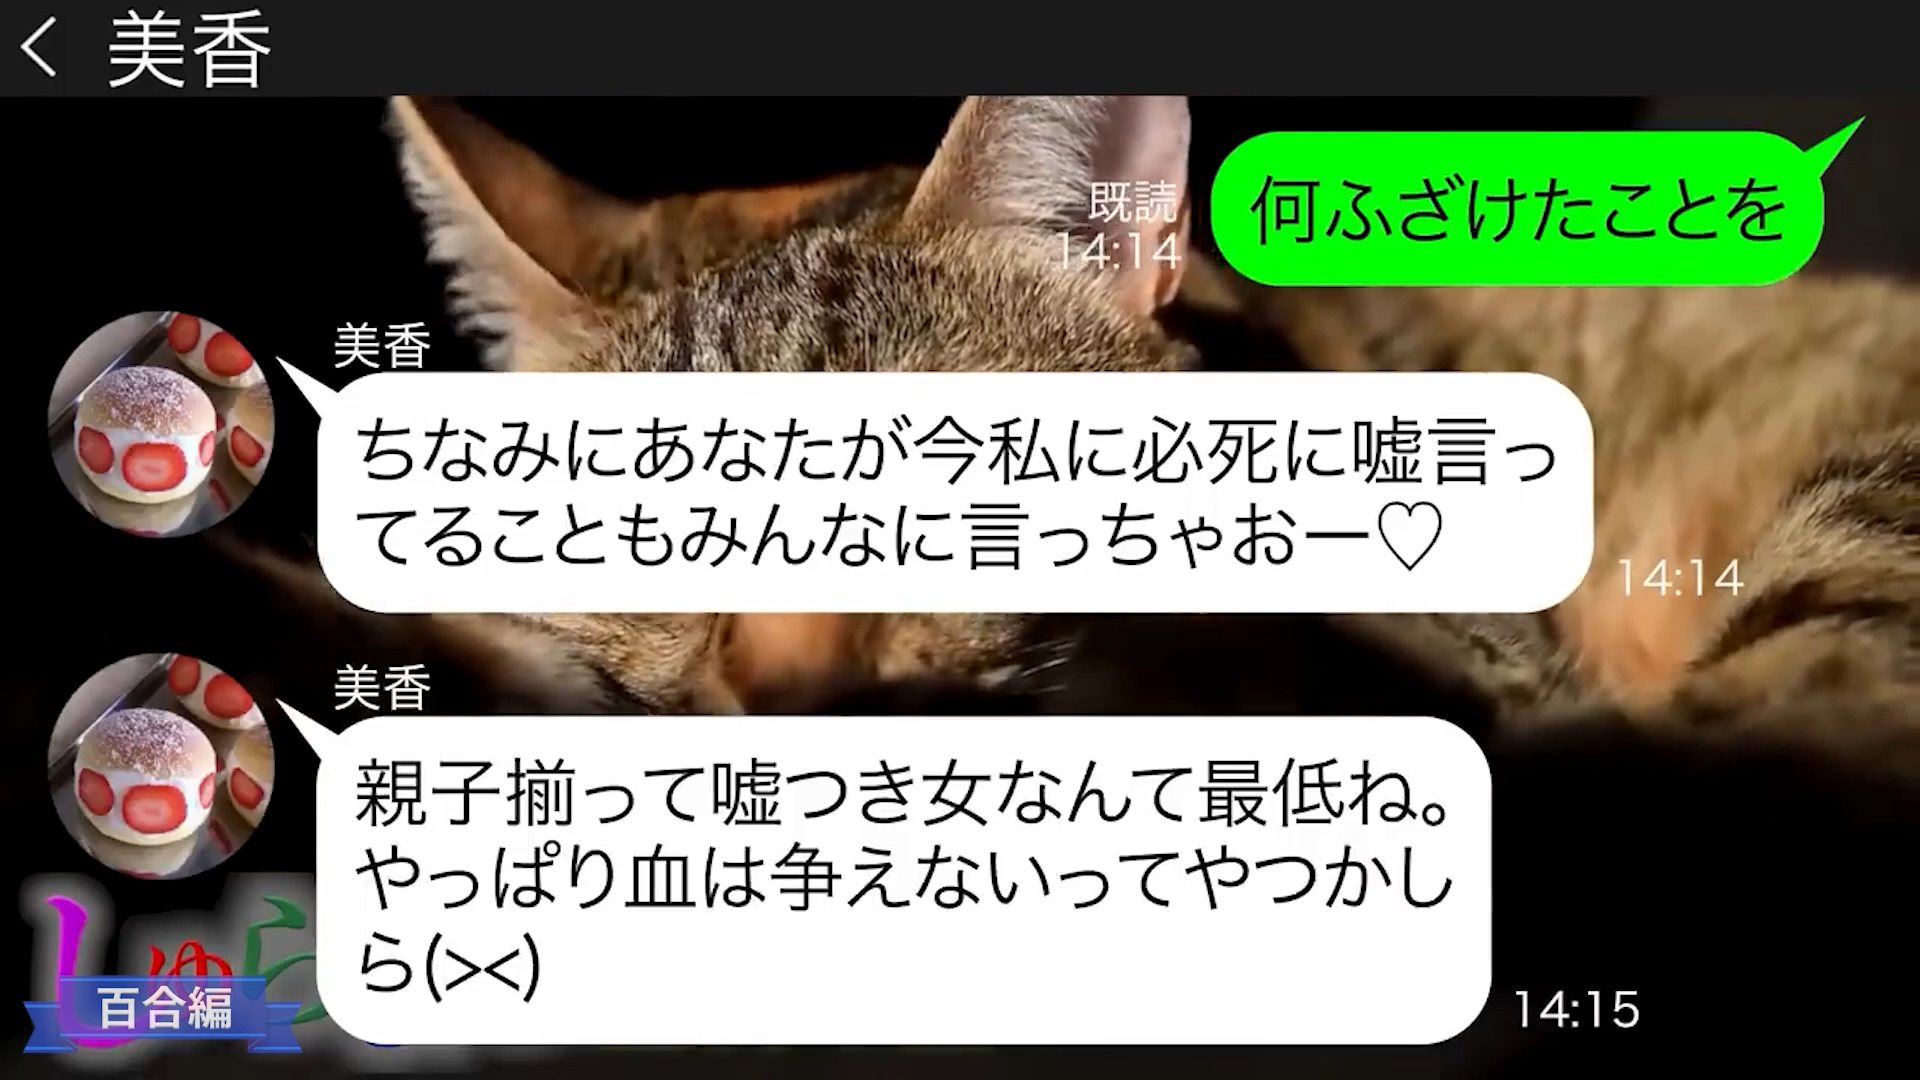 美香
何ふざけたことを
既読
14:14
美香
ちなみにあなたが今私に必死に嘘言っ
てることもみんなに言っちゃおー♡
14:14
美香
親子揃って嘘つき女なんて最低ね。
やっぱり血は争えないってやつかし
ら(><)
14:15
しゅら
百合編